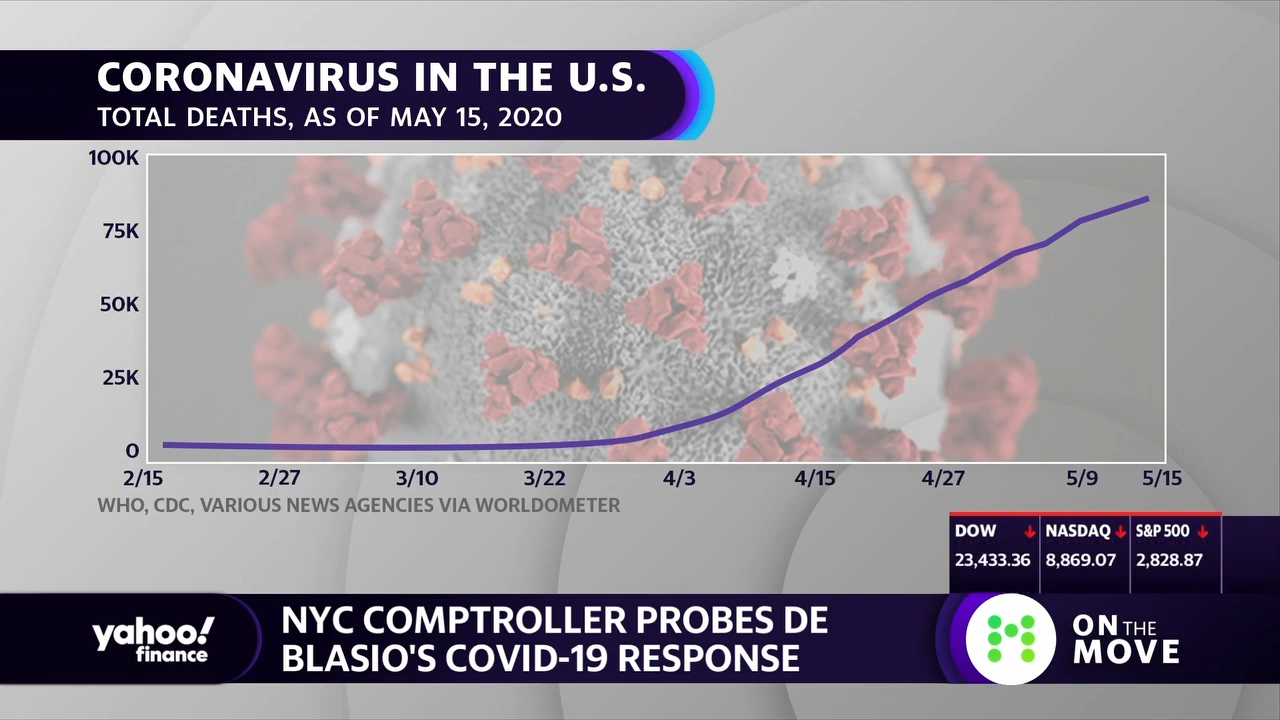 CORONAVIRUS IN THE U.S.
TOTAL DEATHS, AS OF MAY 15, 2020
100K
75K
50K
25K
0
2/15 2/27 3/10 3/22 4/3 4/15 4/27 5/9 5/15
WHO, CDC, VARIOUS NEWS AGENCIES VIA WORLDOMETER
DOW NASDAQ S&P 500
23,433.36 8,869.07 2,828.87
yahoo!
finance
NYC COMPTROLLER PROBES DE
BLASIO'S COVID-19 RESPONSE
ON THE
MOVE